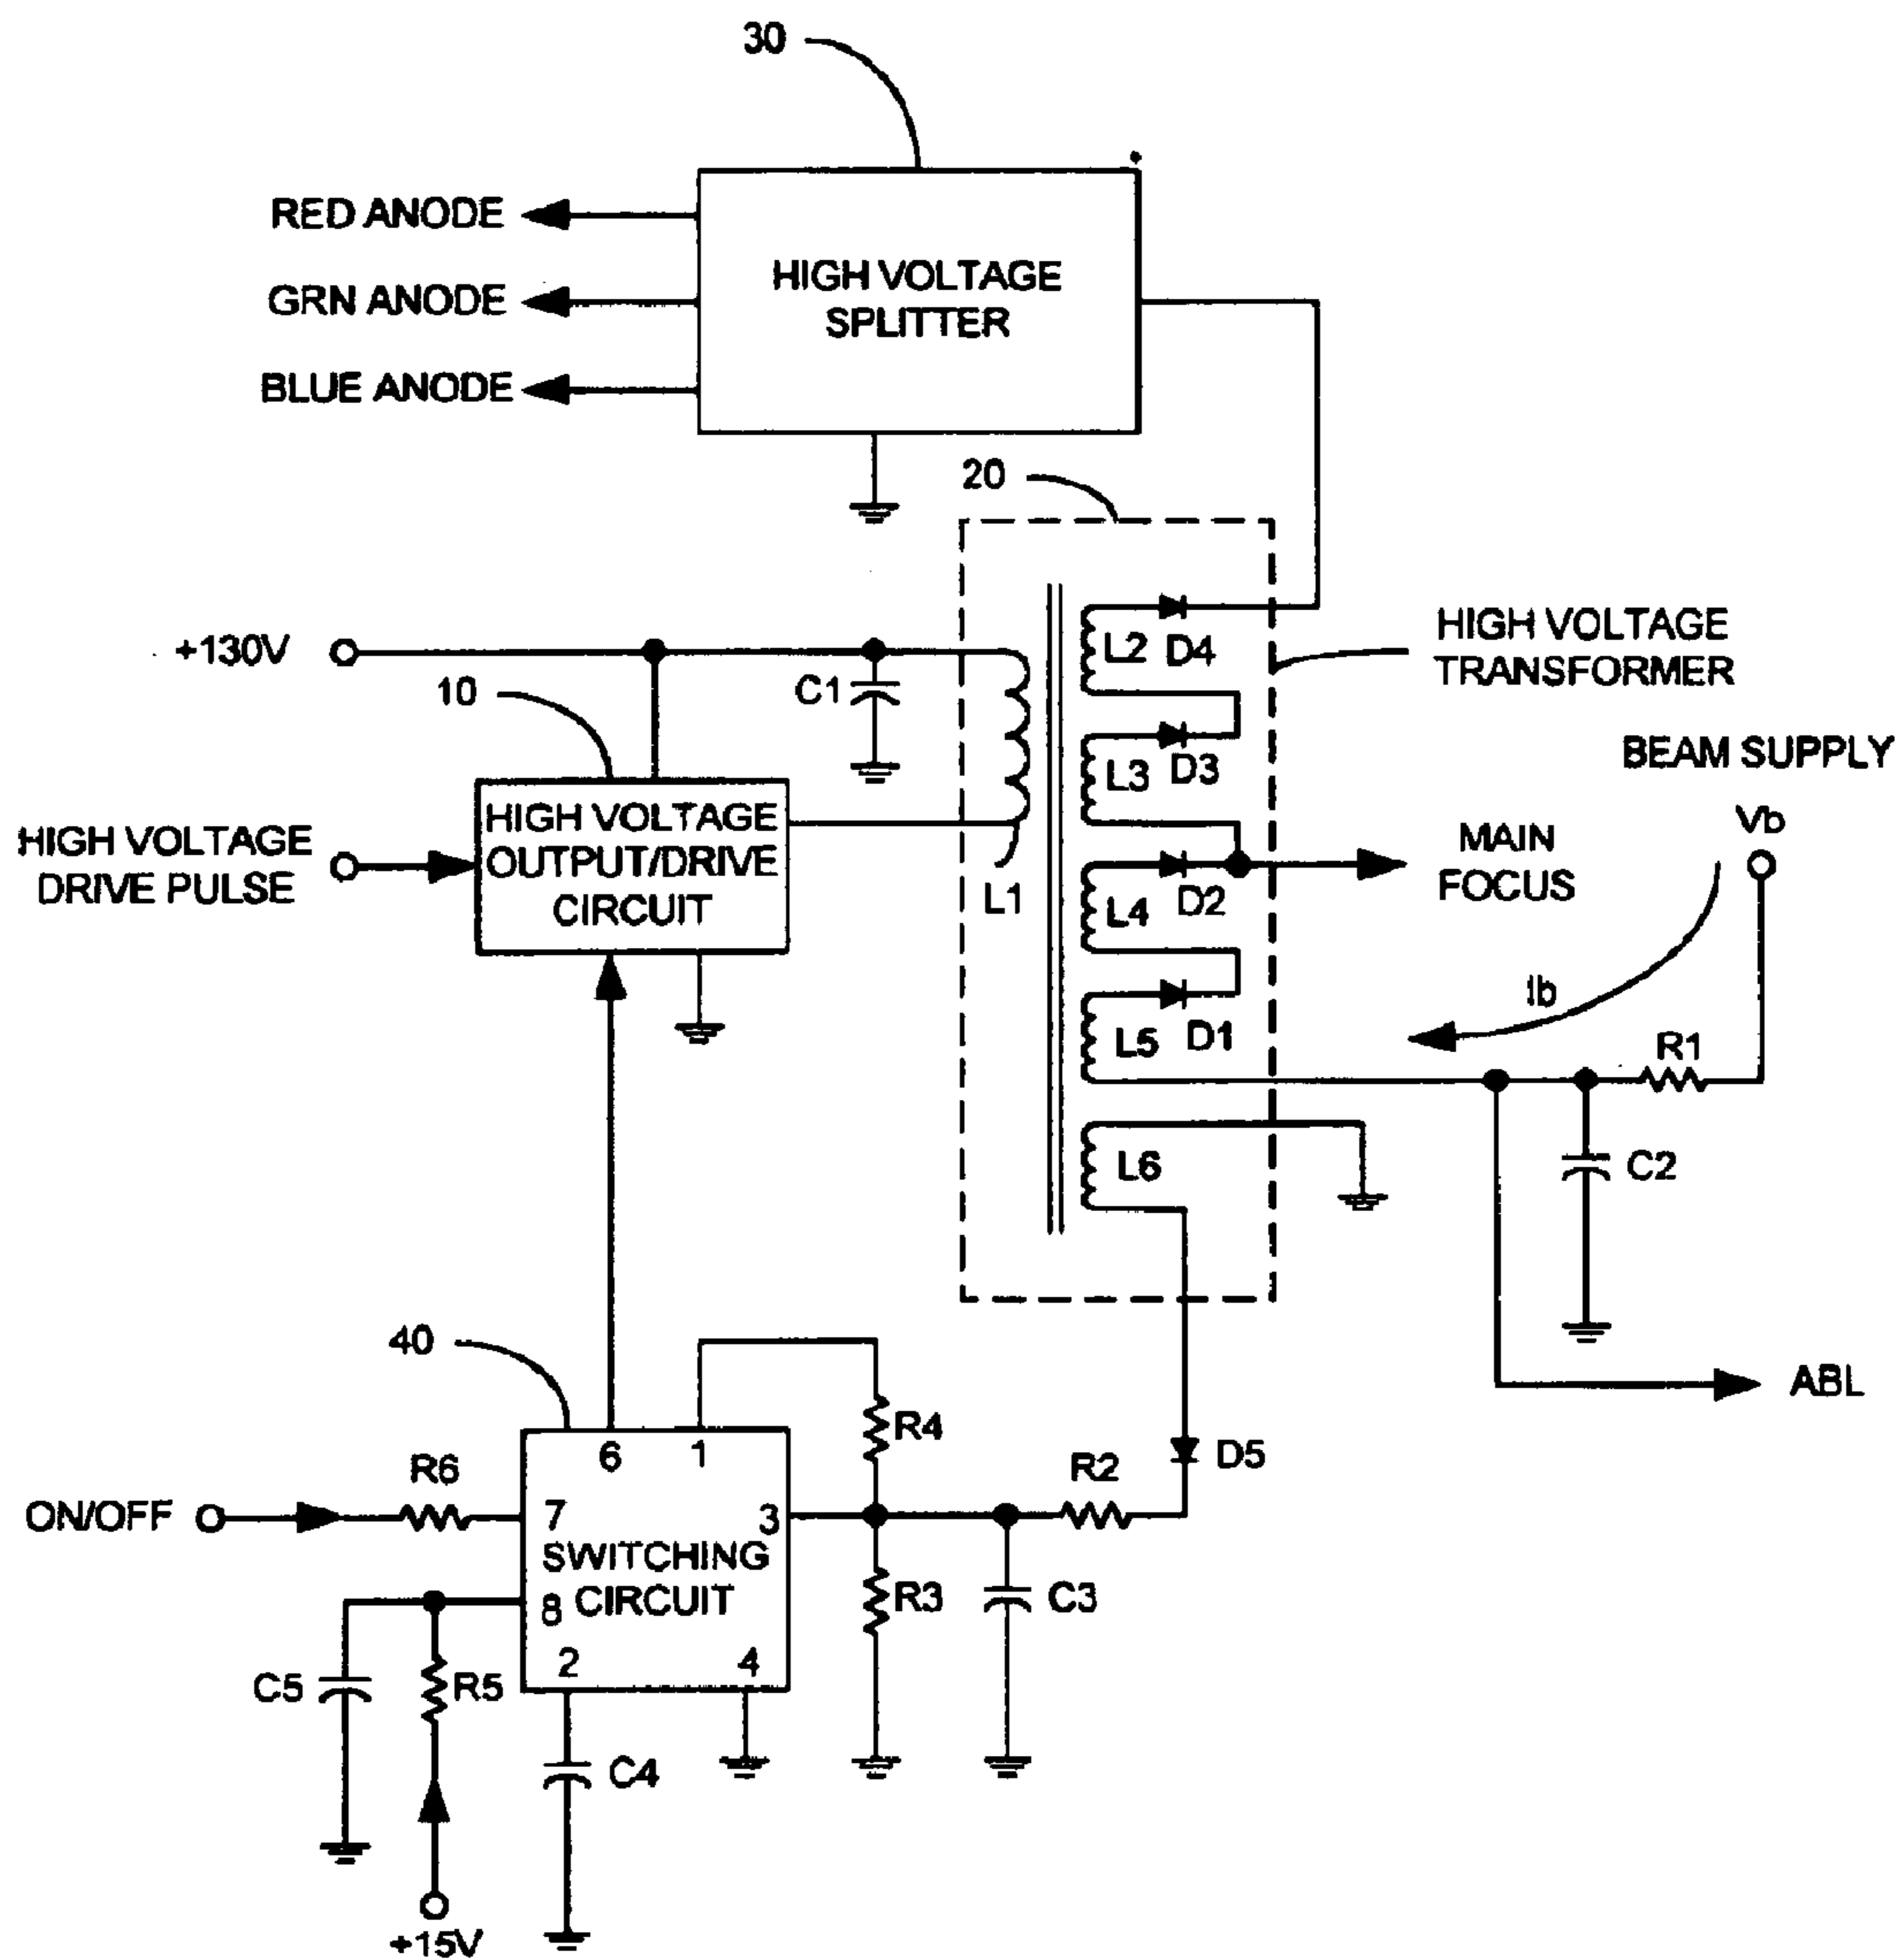 30
RED ANODE
GRN ANODE
BLUE ANODE
HIGH VOLTAGE
SPLITTER
20
+130V
10
C1
L2
D4
HIGH VOLTAGE
TRANSFORMER
L3
D3
BEAM SUPPLY
HIGH VOLTAGE
DRIVE PULSE
HIGH VOLTAGE
OUTPUT/DRIVE
CIRCUIT
L1
L4
D2
MAIN
FOCUS
Vb
Ib
L5
D1
R1
L6
C2
40
ABL
6
1
R4
R2
D5
ON/OFF
R6
7
3
SWITCHING
CIRCUIT
8
2
4
R3
C3
C5
R5
C4
+15V